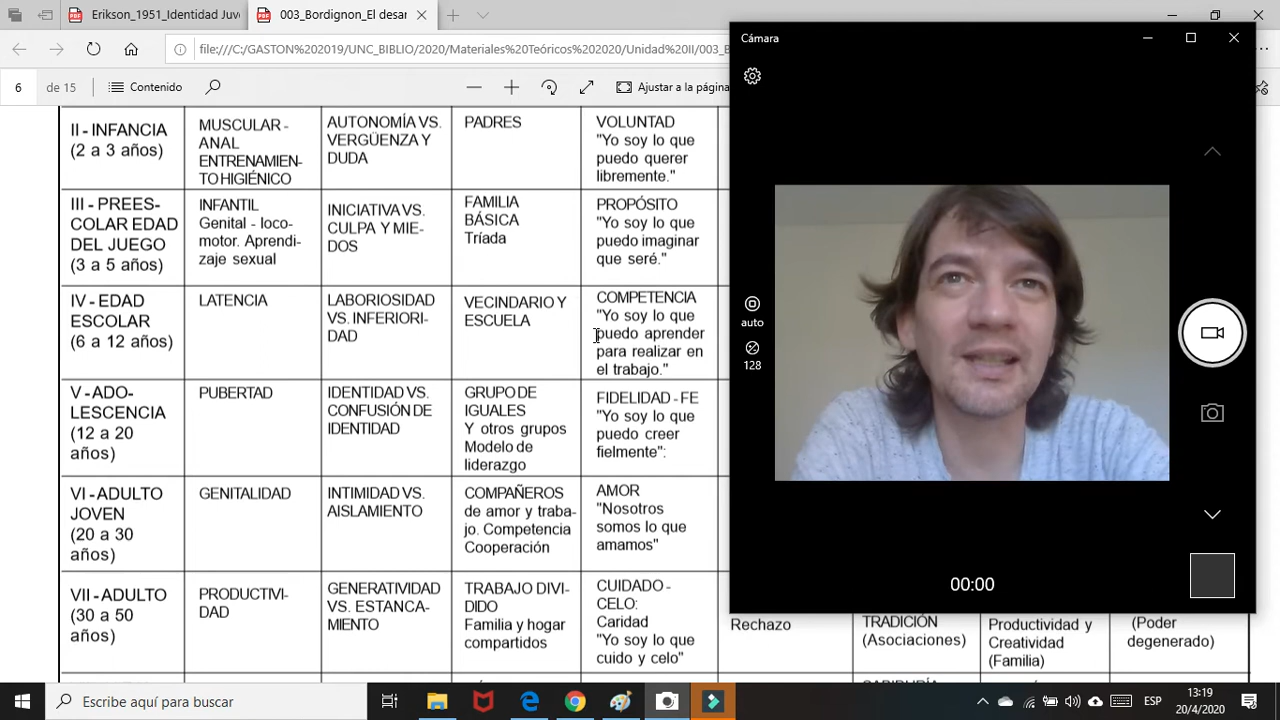 Erikson_1951_Identidad Juv
003_Bordignon_El desar
file:///C:/GASTON%202019/UNC_BIBLIO/2020/Materiales%20Teóricos%202020/Unidad%20II/003_B
6 de 15
Contenido
Ajustar a la página
Cámara
auto
128
00:00
II - INFANCIA
(2 a 3 años)
MUSCULAR -
ANAL
ENTRENAMIEN-
TO HIGIÉNICO
AUTONOMÍA VS.
VERGÜENZA Y
DUDA
PADRES
VOLUNTAD
"Yo soy lo que
puedo querer
libremente."
III - PREES-
COLAR EDAD
DEL JUEGO
(3 a 5 años)
INFANTIL
Genital - loco-
motor. Aprendi-
zaje sexual
INICIATIVA VS.
CULPA Y MIE-
DOS
FAMILIA
BÁSICA
Tríada
PROPÓSITO
"Yo soy lo que
puedo imaginar
que seré."
IV - EDAD
ESCOLAR
(6 a 12 años)
LATENCIA
LABORIOSIDAD
VS. INFERIORI-
DAD
VECINDARIO Y
ESCUELA
COMPETENCIA
"Yo soy lo que
puedo aprender
para realizar en
el trabajo."
V - ADO-
LESCENCIA
(12 a 20
años)
PUBERTAD
IDENTIDAD VS.
CONFUSIÓN DE
IDENTIDAD
GRUPO DE
IGUALES
Y otros grupos
Modelo de
liderazgo
FIDELIDAD - FE
"Yo soy lo que
puedo creer
fielmente":
VI - ADULTO
JOVEN
(20 a 30
años)
GENITALIDAD
INTIMIDAD VS.
AISLAMIENTO
COMPAÑEROS
de amor y traba-
jo. Competencia
Cooperación
AMOR
"Nosotros
somos lo que
amamos"
VII - ADULTO
(30 a 50
años)
PRODUCTIVI-
DAD
GENERATIVIDAD
VS. ESTANCA-
MIENTO
TRABAJO DIVI-
DIDO
Familia y hogar
compartidos
CUIDADO -
CELO:
Caridad
"Yo soy lo que
cuido y celo"
Rechazo
TRADICIÓN
(Asociaciones)
Productividad y
Creatividad
(Familia)
(Poder
degenerado)
Escribe aquí para buscar
ESP
13:19
20/4/2020